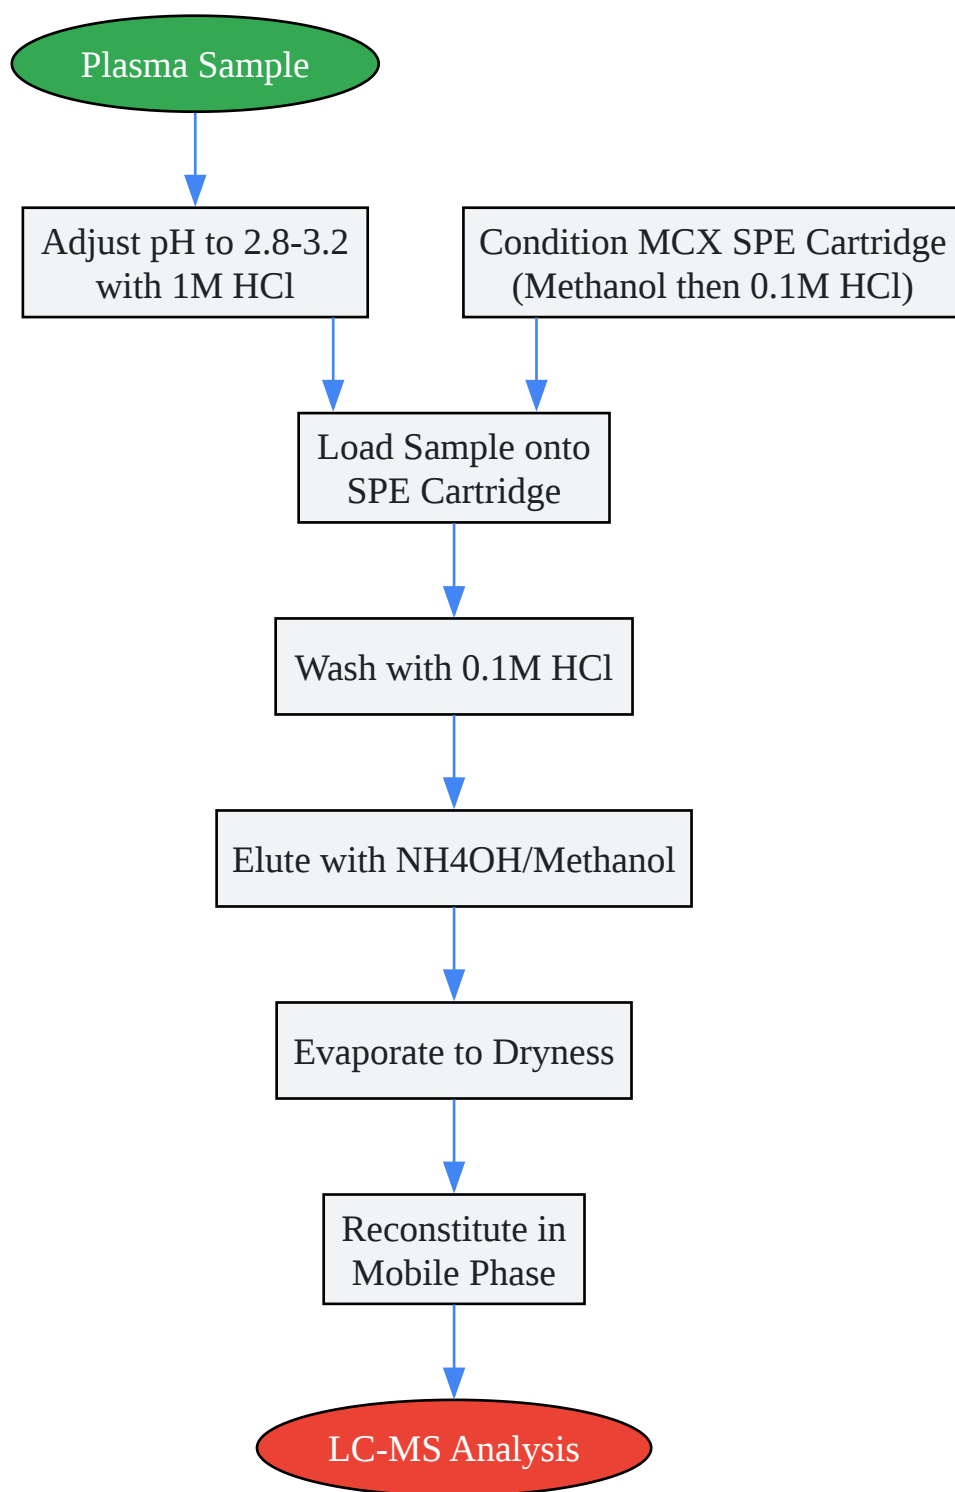 Plasma Sample
Adjust pH to 2.8-3.2
with 1M HCl
Condition MCX SPE Cartridge
(Methanol then 0.1M HCl)
Load Sample onto
SPE Cartridge
Wash with 0.1M HCl
Elute with NH4OH/Methanol
Evaporate to Dryness
Reconstitute in
Mobile Phase
LC-MS Analysis